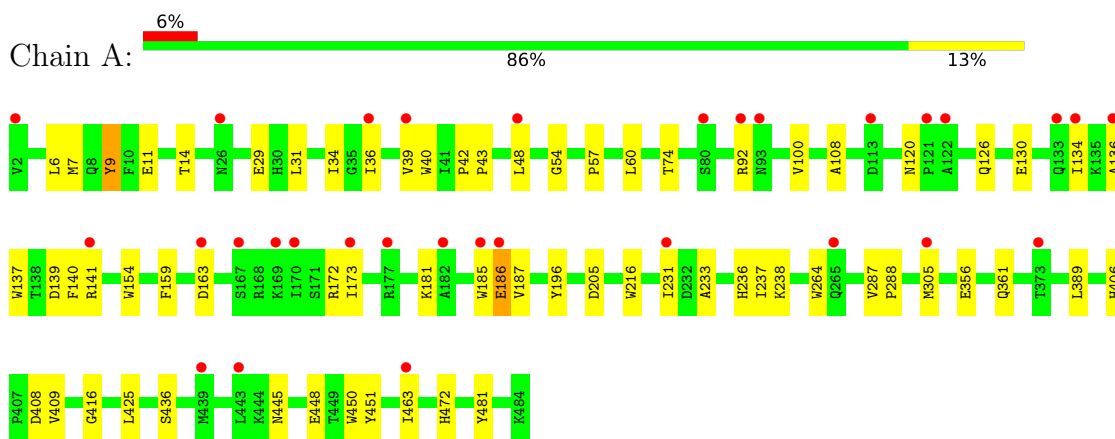 6%
Chain A:
86% 13%
V2 L6 M7 Q8 Y9 F10 E11 T14 N26 E29 H30 L31 I34 G35 I36 V39 W40 I41 P42 P43 L48 G54 P57 L60 T74 S80 R92 N93 V100 A108 D113 N120 P121 A122 Q126 E130 Q133 I134 K135 A136
W137 T138 D139 F140 R141 W154 F159 D163 S167 R168 K169 I170 S171 R172 I173 R177 K181 A182 W185 E186 V187 Y196 D205 W216 I231 D232 A233 H236 I237 K238 W264 Q265 V287 P288 M305 E356 Q361 T373 L389 H406
P407 D408 V409 G416 L425 S436 M439 L443 K444 N445 E448 T449 W450 Y451 I463 H472 Y481 K484